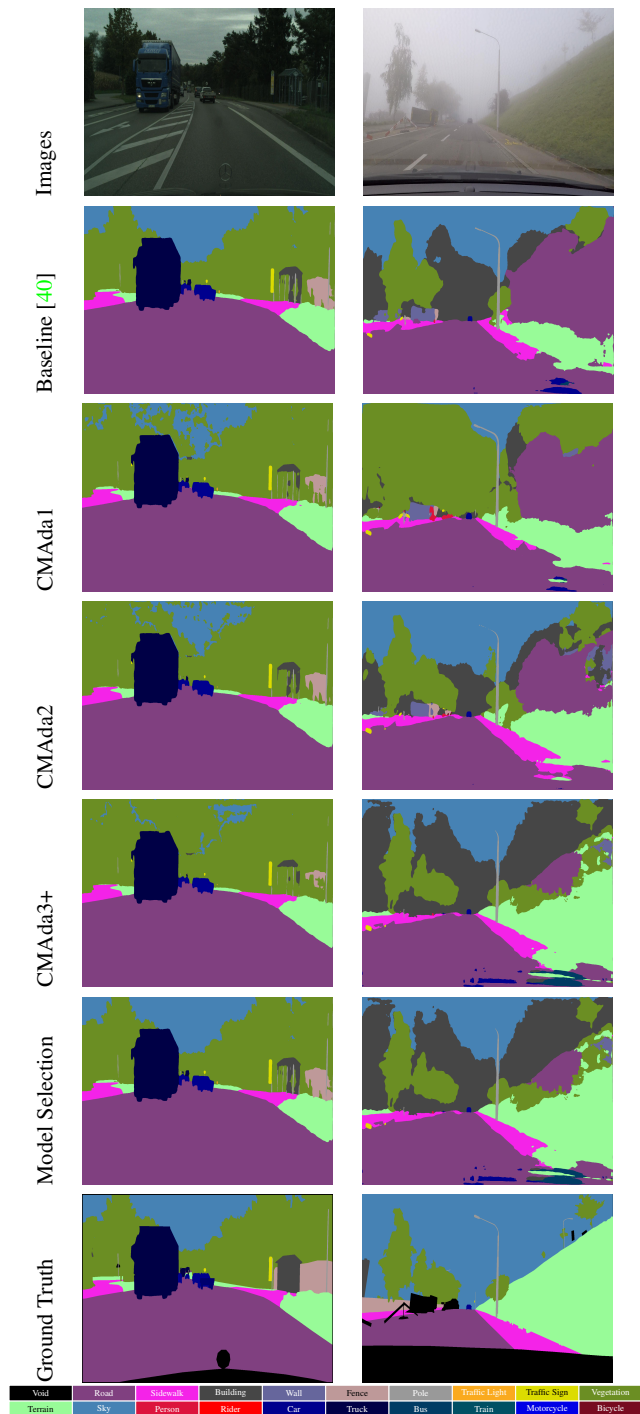 Images
Baseline [40]
CMAda1
CMAda2
CMAda3+
Model Selection
Ground Truth
Void Road Sidewalk Building Wall Fence Pole Traffic Light Traffic Sign Vegetation
Terrain Sky Person Rider Car Truck Bus Train Motorcycle Bicycle